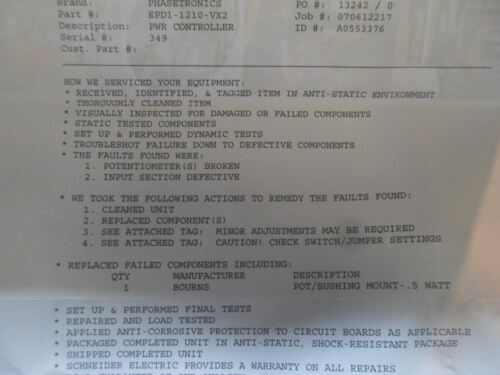 Brand: PHASETRONICS PO #: 13242 / 0
Part #: EPD1-1210-VX2 Job #: 070612217
Description: PWR CONTROLLER ID #: A0553376
Serial #: 349
Cust. Part #:
HOW WE SERVICED YOUR EQUIPMENT:
* RECEIVED, IDENTIFIED, & TAGGED ITEM IN ANTI-STATIC ENVIRONMENT
* THOROUGHLY CLEANED ITEM
* VISUALLY INSPECTED FOR DAMAGED OR FAILED COMPONENTS
* STATIC TESTED COMPONENTS
* SET UP & PERFORMED DYNAMIC TESTS
* TROUBLESHOOT FAILURE DOWN TO DEFECTIVE COMPONENTS
* THE FAULTS FOUND WERE:
1. POTENTIOMETER(S) BROKEN
2. INPUT SECTION DEFECTIVE
* WE TOOK THE FOLLOWING ACTIONS TO REMEDY THE FAULTS FOUND:
1. CLEANED UNIT
2. REPLACED COMPONENT(S)
3. SEE ATTACHED TAG: MINOR ADJUSTMENTS MAY BE REQUIRED
4. SEE ATTACHED TAG: CAUTION! CHECK SWITCH/JUMPER SETTINGS
* REPLACED FAILED COMPONENTS INCLUDING:
QTY MANUFACTURER DESCRIPTION
1 BOURNS POT/BUSHING MOUNT-.5 WATT
* SET UP & PERFORMED FINAL TESTS
* REPAIRED AND LOAD TESTED
* APPLIED ANTI-CORROSIVE PROTECTION TO CIRCUIT BOARDS AS APPLICABLE
* PACKAGED COMPLETED UNIT IN ANTI-STATIC, SHOCK-RESISTANT PACKAGE
* SHIPPED COMPLETED UNIT
* SCHNEIDER ELECTRIC PROVIDES A WARRANTY ON ALL REPAIRS